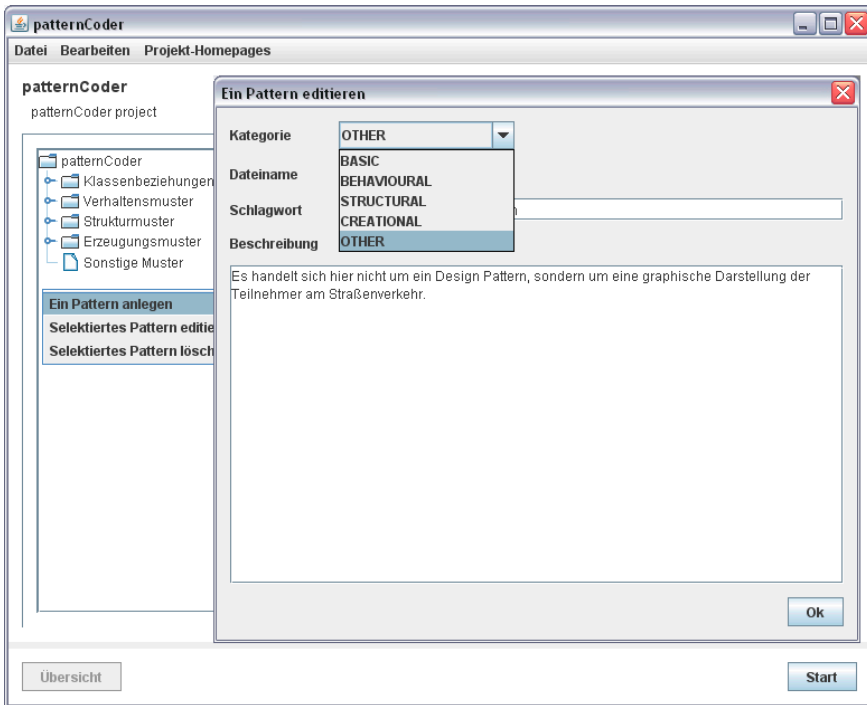 patternCoder
Datei Bearbeiten Projekt-Homepages
patternCoder
patternCoder project
patternCoder
Klassenbeziehungen
Verhaltensmuster
Strukturmuster
Erzeugungsmuster
Sonstige Muster
Ein Pattern anlegen
Selektiertes Pattern editie
Selektiertes Pattern lösch
Ein Pattern editieren
Kategorie OTHER
BASIC
BEHAVIOURAL
STRUCTURAL
CREATIONAL
OTHER
Dateiname
Schlagwort
Beschreibung
Es handelt sich hier nicht um ein Design Pattern, sondern um eine graphische Darstellung der
Teilnehmer am Straßenverkehr.
Ok
Übersicht
Start